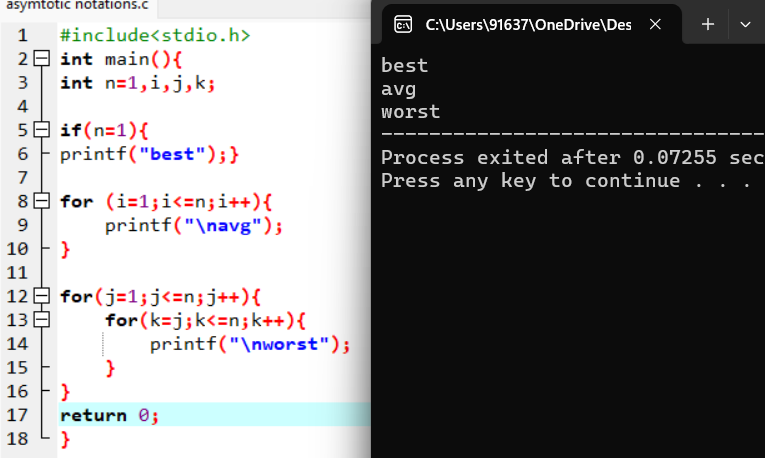 asymtotic notations.c
1 #include<stdio.h>
2 int main(){
3 int n=1,i,j,k;
4
5 if(n=1){
6 printf("best");}
7
8 for (i=1;i<=n;i++){
9 printf("\navg");
10 }
11
12 for(j=1;j<=n;j++){
13 for(k=j;k<=n;k++){
14 printf("\nworst");
15 }
16 }
17 return 0;
18 }
C:\Users\91637\OneDrive\Des
best
avg
worst
--------------------------------
Process exited after 0.07255 sec
Press any key to continue . . .